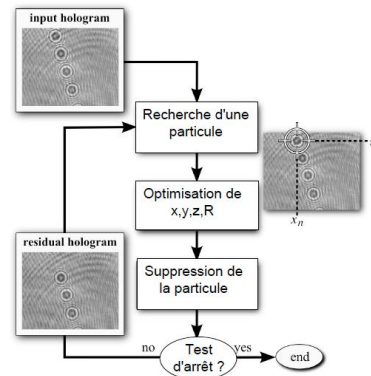 input hologram
Recherche d'une
particule
Optimisation de
x,y,z,R
x_n
residual hologram
Suppression de
la particule
no
Test
d'arrêt ?
yes
end